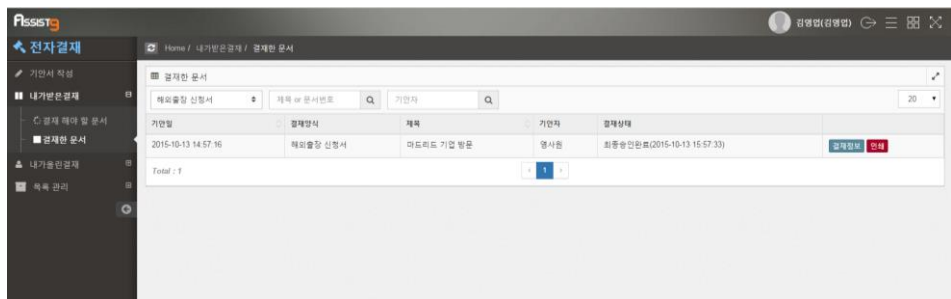 Assist9
김영업(김영업)
전자결재
Home / 내가받은결재 / 결재한 문서
기안서 작성
내가받은결재
결재 해야 할 문서
결재한 문서
내가올린결재
목록 관리
결재한 문서
해외출장 신청서 제목 or 문서번호 기안자 20
기안일 결재양식 제목 기안자 결재상태
2015-10-13 14:57:16 해외출장 신청서 마드리드 기업 방문 영사원 최종승인완료(2015-10-13 15:57:33) 결재정보 인쇄
Total : 1 1